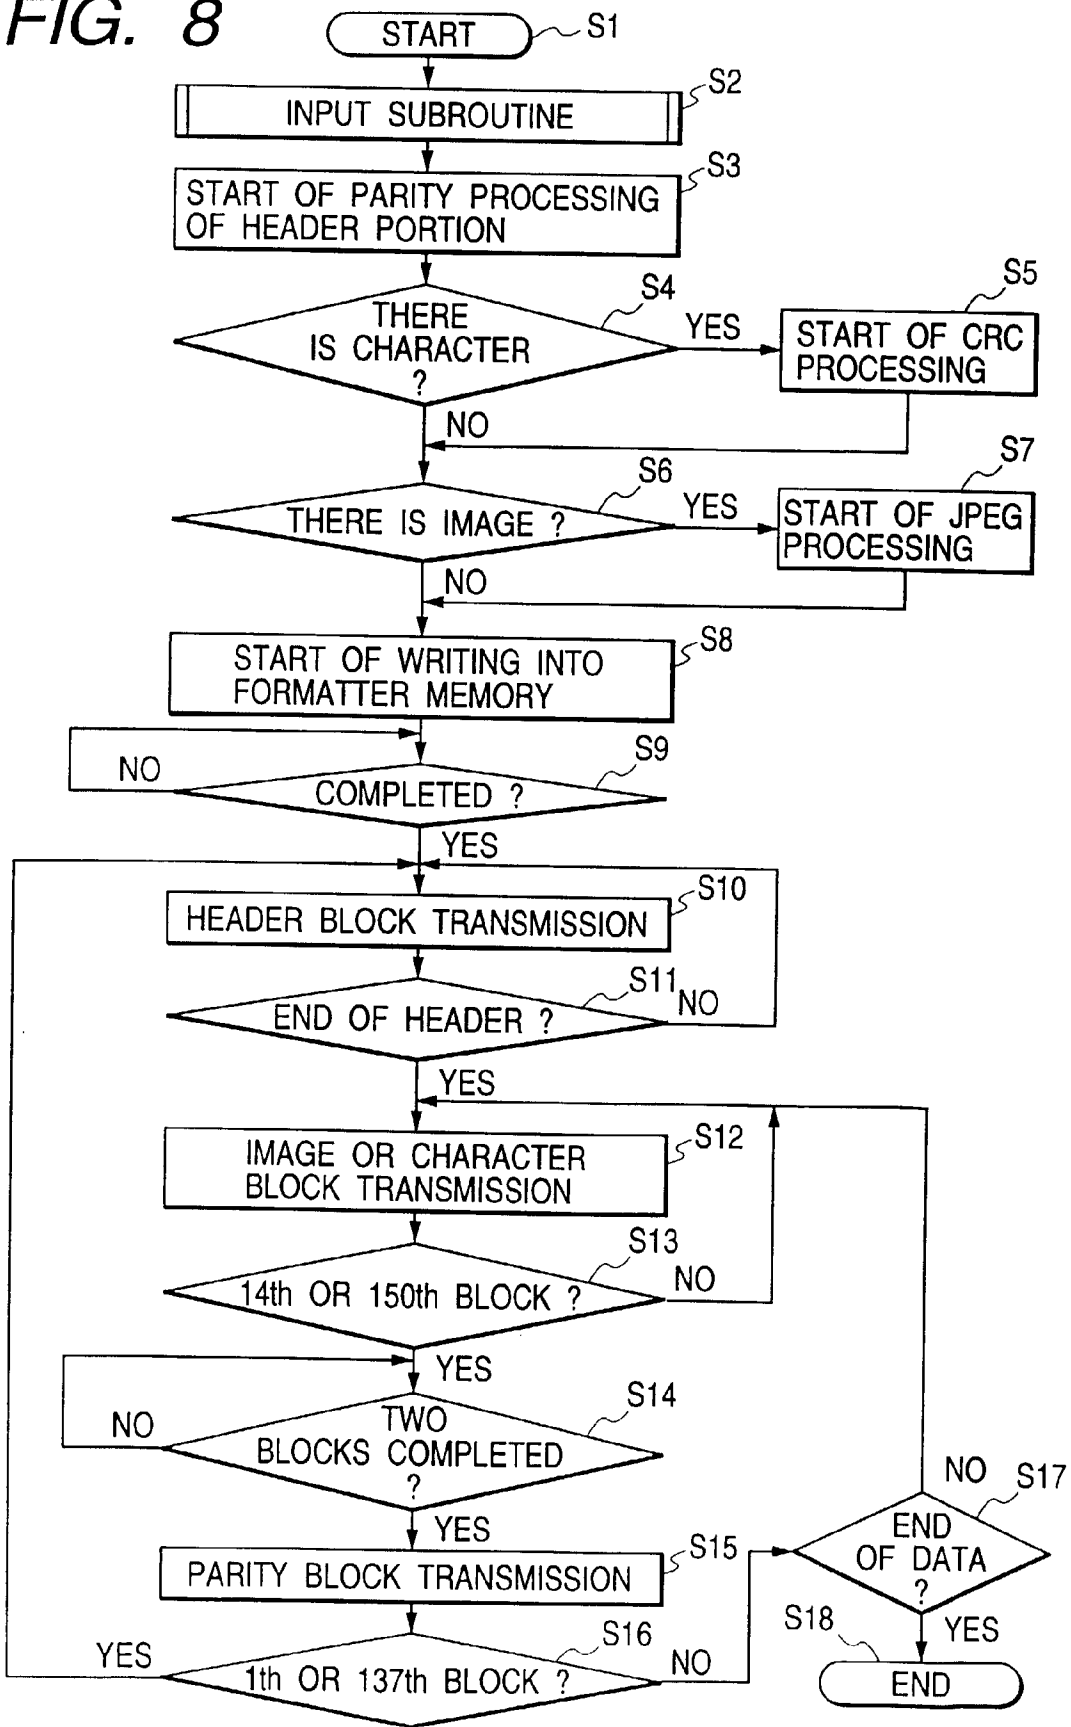 FIG. 8
START
S1
INPUT SUBROUTINE
S2
START OF PARITY PROCESSING
OF HEADER PORTION
S3
THERE
IS CHARACTER
?
S4
YES
START OF CRC
PROCESSING
S5
NO
THERE IS IMAGE ?
S6
YES
START OF JPEG
PROCESSING
S7
NO
START OF WRITING INTO
FORMATTER MEMORY
S8
COMPLETED ?
S9
NO
YES
HEADER BLOCK TRANSMISSION
S10
END OF HEADER ?
S11
NO
YES
IMAGE OR CHARACTER
BLOCK TRANSMISSION
S12
14th OR 150th BLOCK ?
S13
NO
YES
TWO
BLOCKS COMPLETED
?
S14
NO
YES
PARITY BLOCK TRANSMISSION
S15
1th OR 137th BLOCK ?
S16
YES
NO
END
OF DATA
?
S17
NO
YES
S18
END